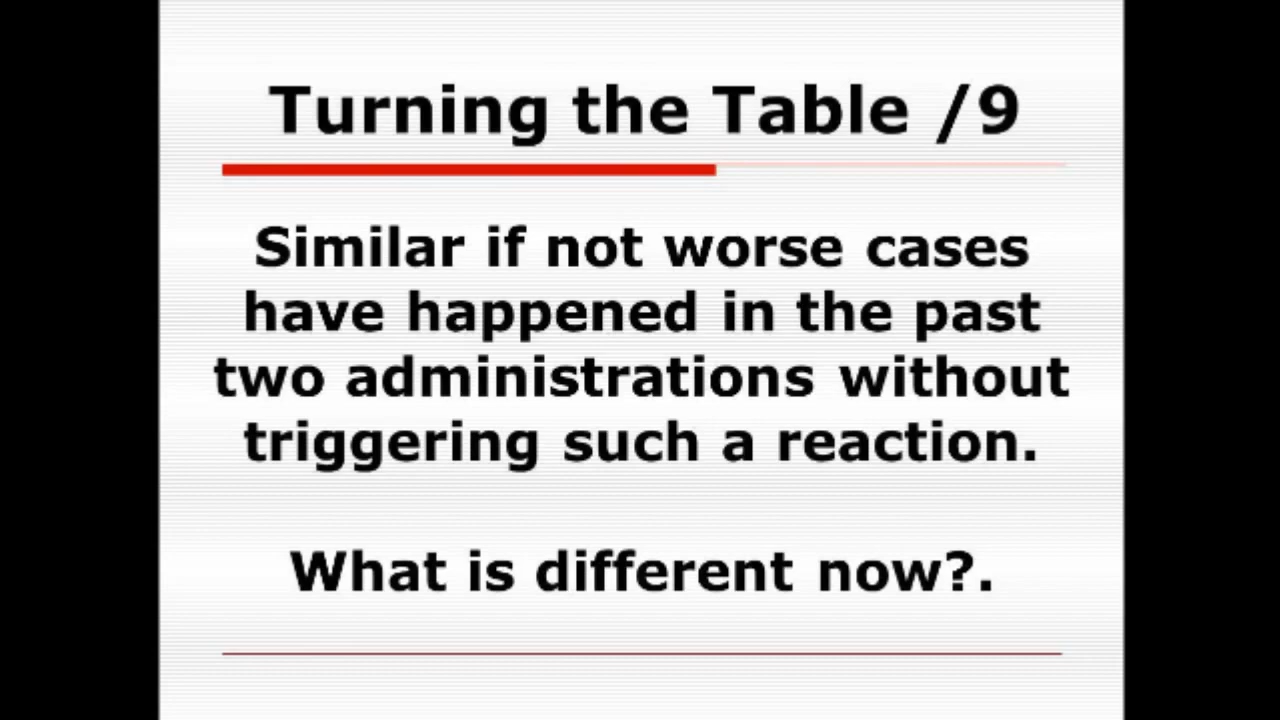 Turning the Table /9
Similar if not worse cases
have happened in the past
two administrations without
triggering such a reaction.
What is different now?.